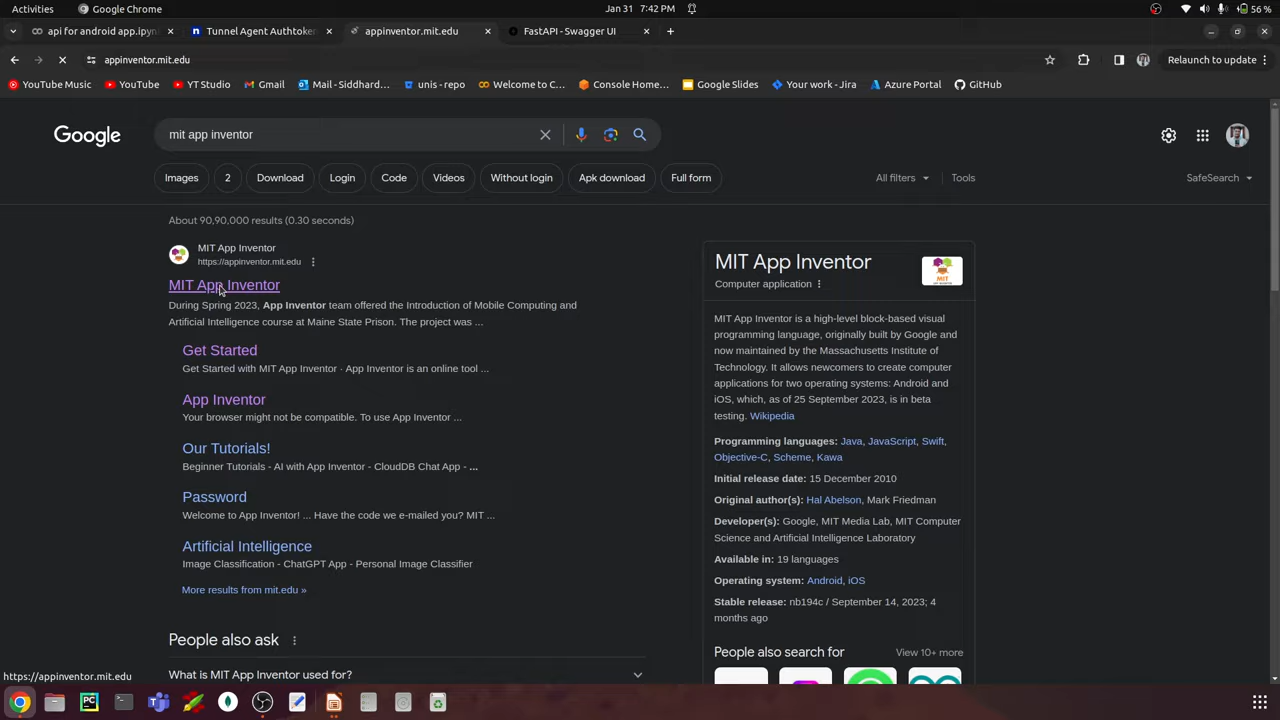 Activities
Google Chrome
Jan 31 7:42 PM
56 %
api for android app.ipyn
Tunnel Agent Authtoken
appinventor.mit.edu
FastAPI - Swagger UI
appinventor.mit.edu
Relaunch to update
YouTube Music
YouTube
YT Studio
Gmail
Mail - Siddhard...
unis - repo
Welcome to C...
Console Home...
Google Slides
Your work - Jira
Azure Portal
GitHub
Google
mit app inventor
Images
2
Download
Login
Code
Videos
Without login
Apk download
Full form
All filters
Tools
SafeSearch
About 90,90,000 results (0.30 seconds)
MIT App Inventor
https://appinventor.mit.edu
MIT App Inventor
During Spring 2023, App Inventor team offered the Introduction of Mobile Computing and
Artificial Intelligence course at Maine State Prison. The project was ...
Get Started
Get Started with MIT App Inventor · App Inventor is an online tool ...
App Inventor
Your browser might not be compatible. To use App Inventor ...
Our Tutorials!
Beginner Tutorials - AI with App Inventor - CloudDB Chat App - ...
Password
Welcome to App Inventor! ... Have the code we e-mailed you? MIT ...
Artificial Intelligence
Image Classification - ChatGPT App - Personal Image Classifier
More results from mit.edu »
People also ask
What is MIT App Inventor used for?
MIT App Inventor
Computer application
MIT App Inventor is a high-level block-based visual
programming language, originally built by Google and
now maintained by the Massachusetts Institute of
Technology. It allows newcomers to create computer
applications for two operating systems: Android and
iOS, which, as of 25 September 2023, is in beta
testing. Wikipedia
Programming languages: Java, JavaScript, Swift,
Objective-C, Scheme, Kawa
Initial release date: 15 December 2010
Original author(s): Hal Abelson, Mark Friedman
Developer(s): Google, MIT Media Lab, MIT Computer
Science and Artificial Intelligence Laboratory
Available in: 19 languages
Operating system: Android, iOS
Stable release: nb194c / September 14, 2023; 4
months ago
People also search for
View 10+ more
https://appinventor.mit.edu